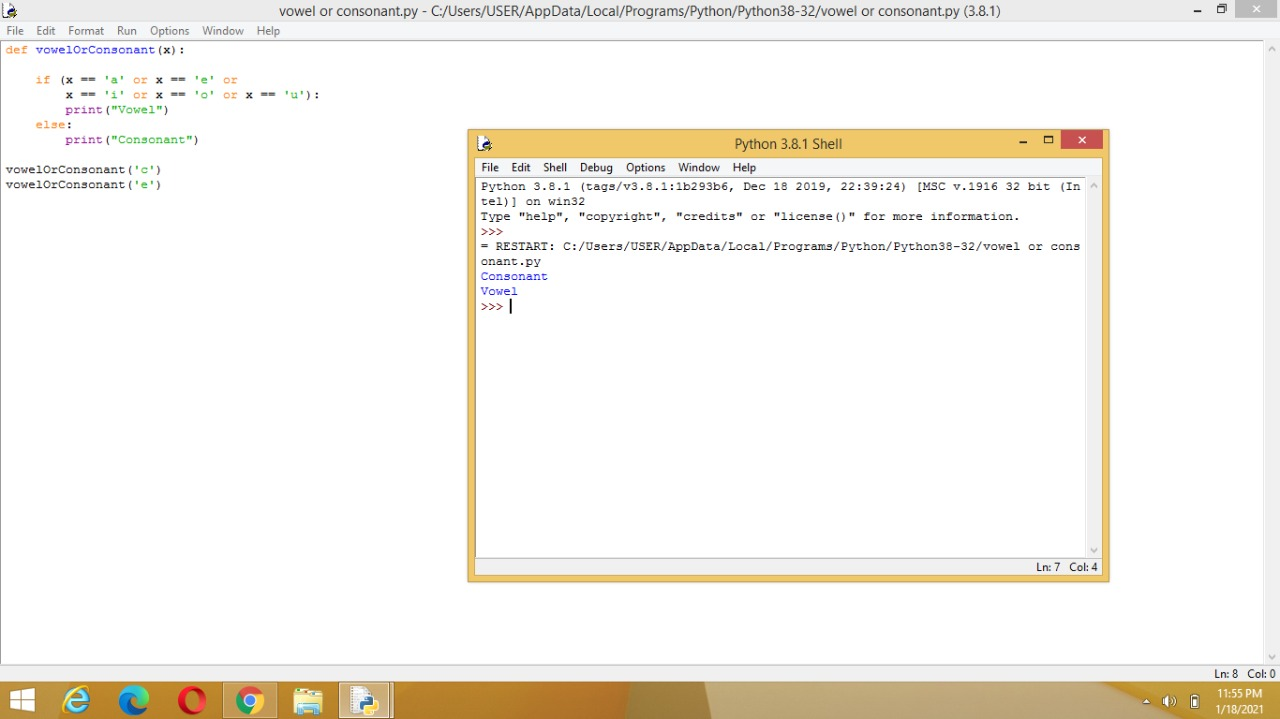 vowel or consonant.py - C:/Users/USER/AppData/Local/Programs/Python/Python38-32/vowel or consonant.py (3.8.1)
File Edit Format Run Options Window Help
def vowelOrConsonant(x):
    if (x == 'a' or x == 'e' or
        x == 'i' or x == 'o' or x == 'u'):
        print("Vowel")
    else:
        print("Consonant")
vowelOrConsonant('c')
vowelOrConsonant('e')
Python 3.8.1 Shell
File Edit Shell Debug Options Window Help
Python 3.8.1 (tags/v3.8.1:1b293b6, Dec 18 2019, 22:39:24) [MSC v.1916 32 bit (In
tel)] on win32
Type "help", "copyright", "credits" or "license()" for more information.
>>>
= RESTART: C:/Users/USER/AppData/Local/Programs/Python/Python38-32/vowel or cons
onant.py
Consonant
Vowel
>>>
Ln: 7 Col: 4
Ln: 8 Col: 0
11:55 PM
1/18/2021